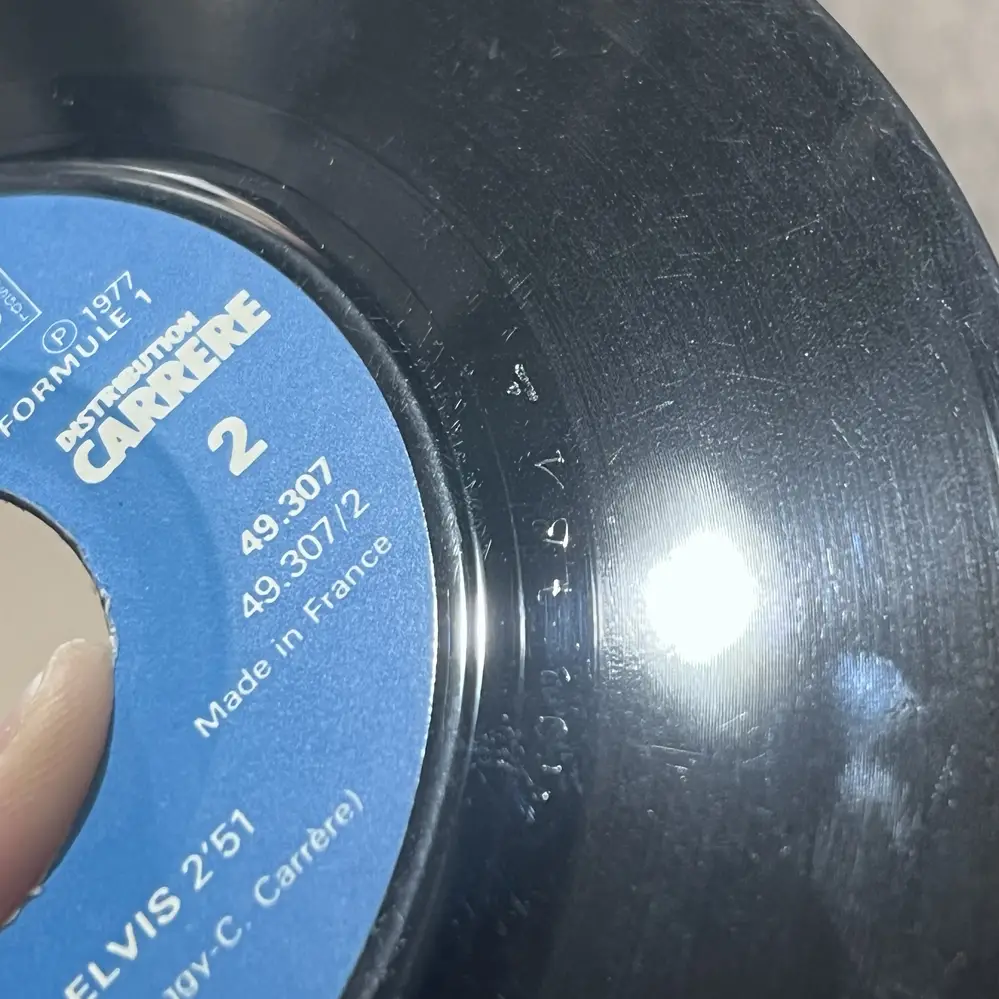 ℗ 1977
FORMULE 1
DISTRIBUTION
CARRERE
2
49.307
49.307/2
Made in France
ELVIS 2'51
Carrère)